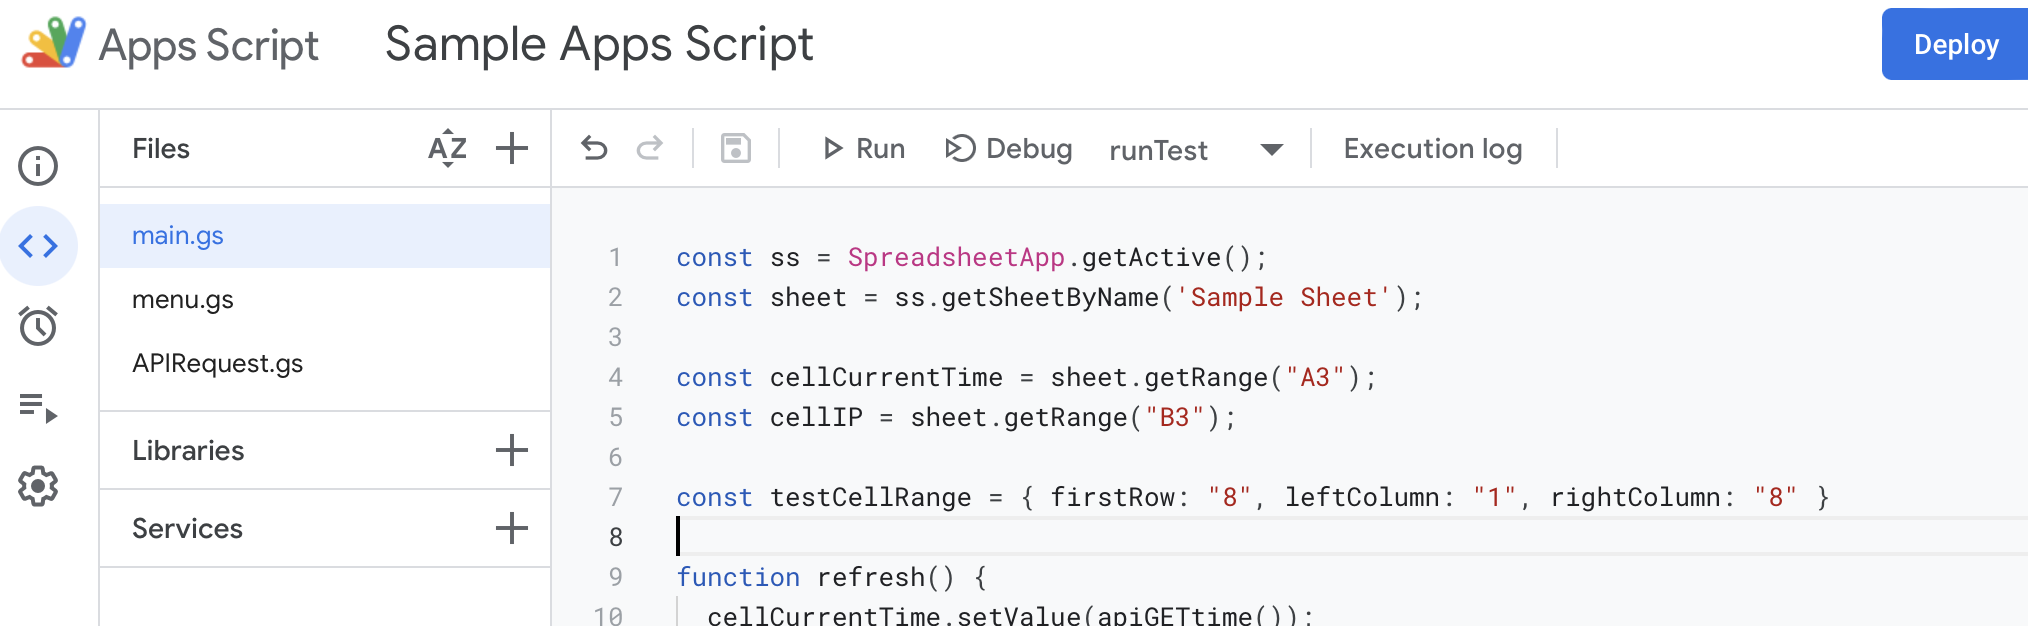 Apps Script Sample Apps Script Deploy
Files AZ Run Debug runTest Execution log
main.gs
menu.gs
APIRequest.gs
Libraries
Services
1 const ss = SpreadsheetApp.getActive();
2 const sheet = ss.getSheetByName('Sample Sheet');
3
4 const cellCurrentTime = sheet.getRange("A3");
5 const cellIP = sheet.getRange("B3");
6
7 const testCellRange = { firstRow: "8", leftColumn: "1", rightColumn: "8" }
8
9 function refresh() {
10 cellCurrentTime.setValue(apiGETtime());